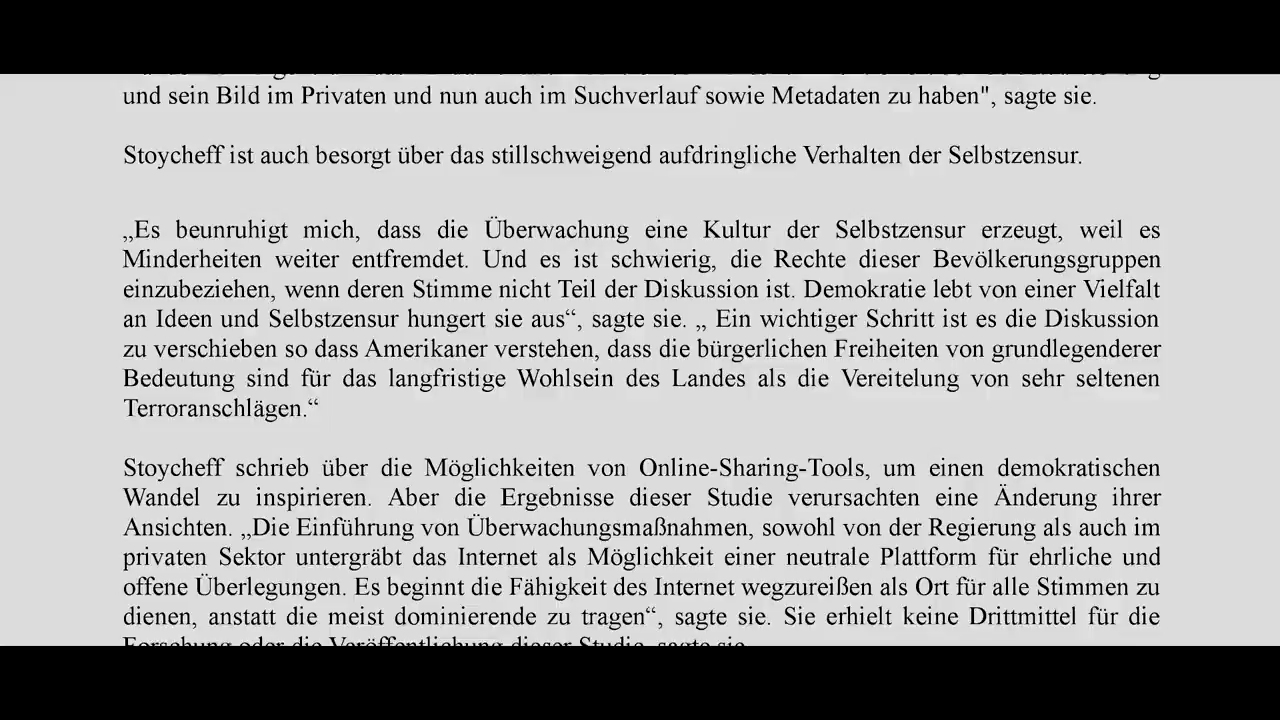 und sein Bild im Privaten und nun auch im Suchverlauf sowie Metadaten zu haben", sagte sie.
Stoycheff ist auch besorgt über das stillschweigend aufdringliche Verhalten der Selbstzensur.
„Es beunruhigt mich, dass die Überwachung eine Kultur der Selbstzensur erzeugt, weil es
Minderheiten weiter entfremdet. Und es ist schwierig, die Rechte dieser Bevölkerungsgruppen
einzubeziehen, wenn deren Stimme nicht Teil der Diskussion ist. Demokratie lebt von einer Vielfalt
an Ideen und Selbstzensur hungert sie aus“, sagte sie. „ Ein wichtiger Schritt ist es die Diskussion
zu verschieben so dass Amerikaner verstehen, dass die bürgerlichen Freiheiten von grundlegenderer
Bedeutung sind für das langfristige Wohlsein des Landes als die Vereitelung von sehr seltenen
Terroranschlägen.“
Stoycheff schrieb über die Möglichkeiten von Online-Sharing-Tools, um einen demokratischen
Wandel zu inspirieren. Aber die Ergebnisse dieser Studie verursachten eine Änderung ihrer
Ansichten. „Die Einführung von Überwachungsmaßnahmen, sowohl von der Regierung als auch im
privaten Sektor untergräbt das Internet als Möglichkeit einer neutrale Plattform für ehrliche und
offene Überlegungen. Es beginnt die Fähigkeit des Internet wegzureißen als Ort für alle Stimmen zu
dienen, anstatt die meist dominierende zu tragen“, sagte sie. Sie erhielt keine Drittmittel für die
Forschung oder die Veröffentlichung dieser Studie, sagte sie